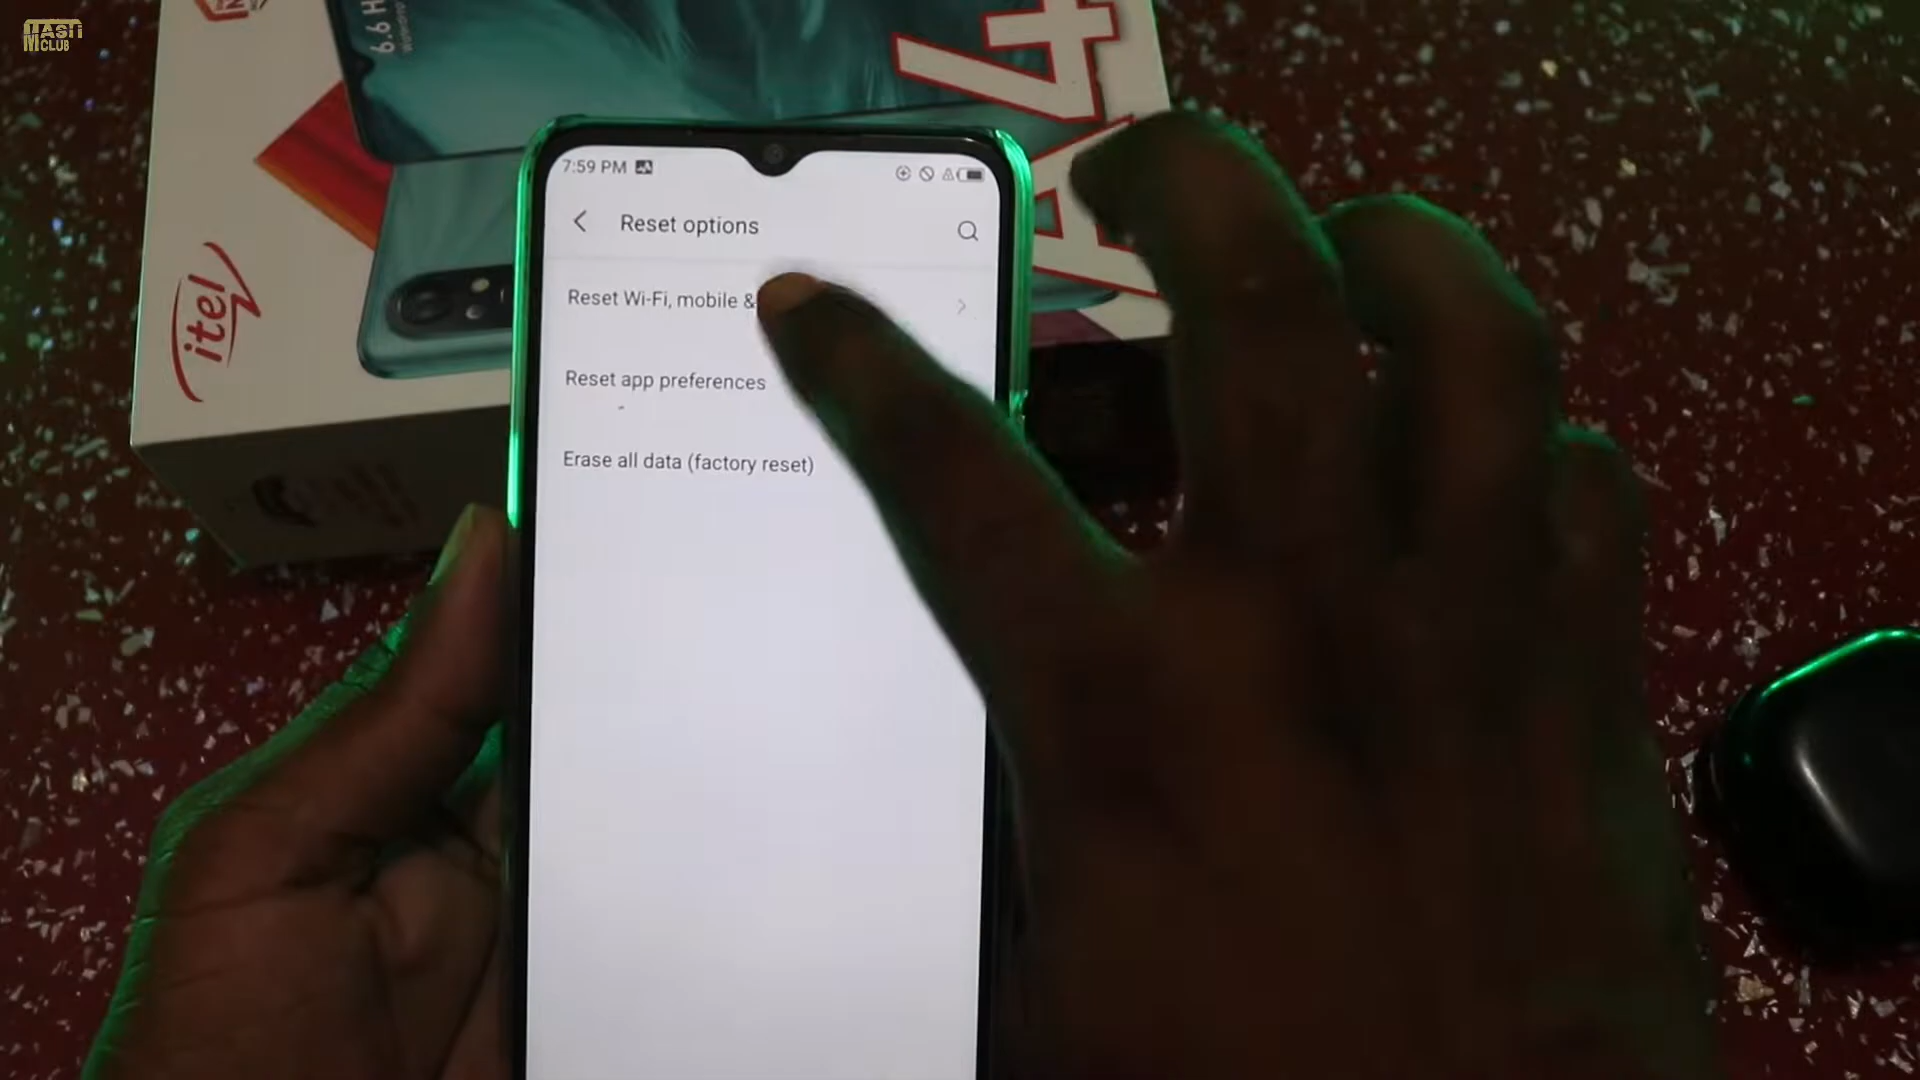 MASTI
CLUB
6.6 H
A4
itel
7:59 PM
Reset options
Reset Wi-Fi, mobile &
Reset app preferences
Erase all data (factory reset)